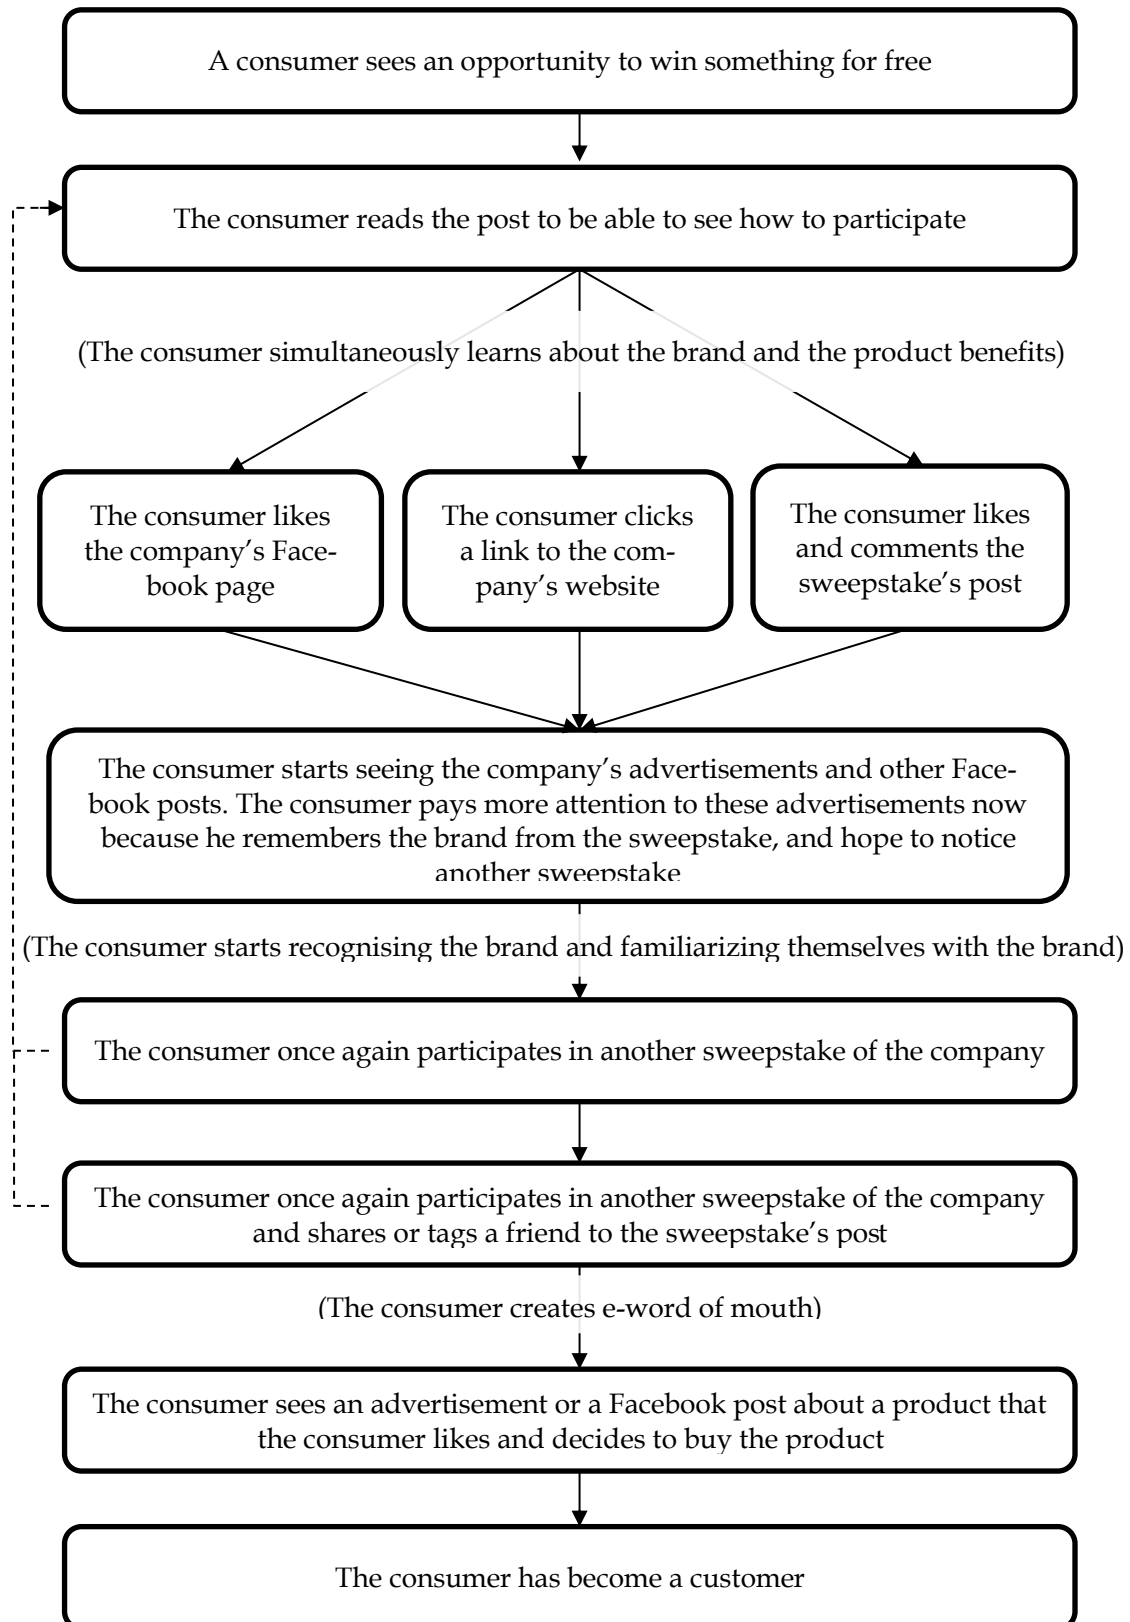 A consumer sees an opportunity to win something for free
The consumer reads the post to be able to see how to participate
(The consumer simultaneously learns about the brand and the product benefits)
The consumer likes
the company’s Face-
book page
The consumer clicks
a link to the com-
pany’s website
The consumer likes
and comments the
sweepstake’s post
The consumer starts seeing the company’s advertisements and other Face-
book posts. The consumer pays more attention to these advertisements now
because he remembers the brand from the sweepstake, and hope to notice
another sweepstake
(The consumer starts recognising the brand and familiarizing themselves with the brand)
The consumer once again participates in another sweepstake of the company
The consumer once again participates in another sweepstake of the company
and shares or tags a friend to the sweepstake’s post
(The consumer creates e-word of mouth)
The consumer sees an advertisement or a Facebook post about a product that
the consumer likes and decides to buy the product
The consumer has become a customer